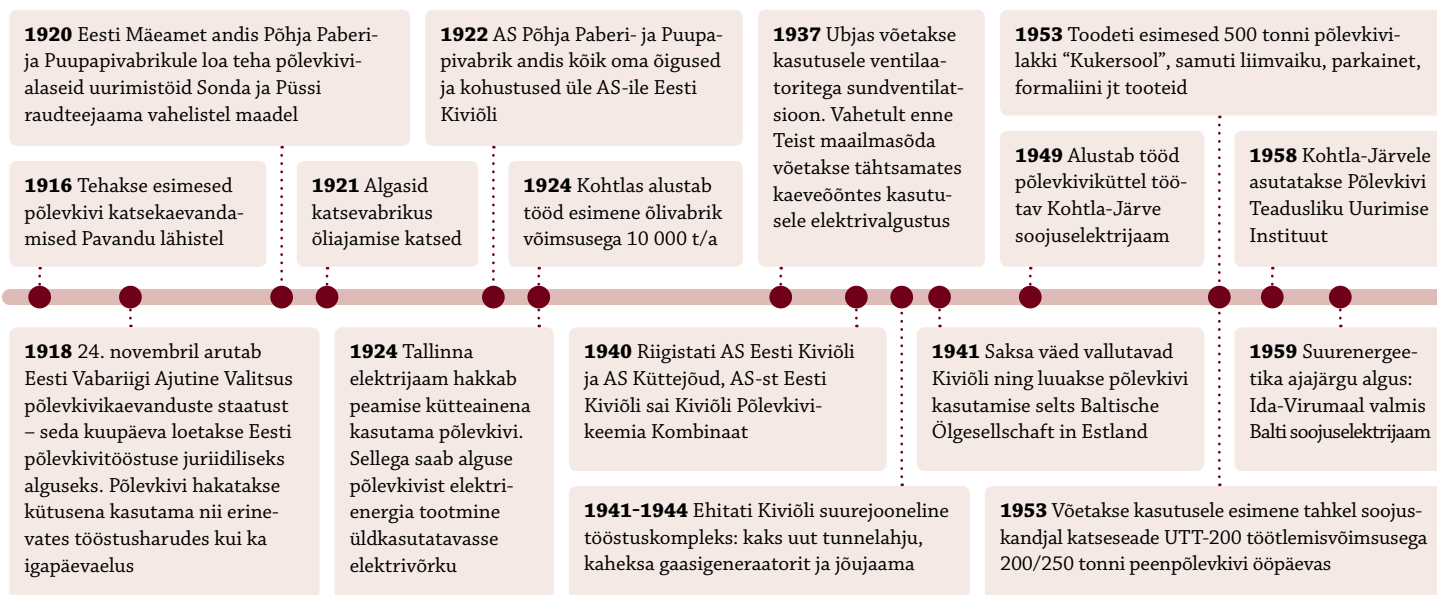 1920 Eesti Mäeamet andis Põhja Paberi-
ja Puupapivabrikule loa teha põlevkivi-
alaseid uurimistöid Sonda ja Püssi
raudteejaama vahelistel maadel
1922 AS Põhja Paberi- ja Puupa-
pivabrik andis kõik oma õigused
ja kohustused üle AS-ile Eesti
Kiviõli
1937 Ubjas võetakse
kasutusele ventilaa-
toritega sundventilat-
sioon. Vahetult enne
Teist maailmasõda
võetakse tähtsamates
kaeveõõntes kasutu-
sele elektrivalgustus
1953 Toodeti esimesed 500 tonni põlevkivi-
lakki “Kukersool”, samuti liimvaiku, parkainet,
formaliini jt tooteid
1916 Tehakse esimesed
põlevkivi katsekaevanda-
mised Pavandu lähistel
1921 Algasid
katsevabrikus
õliajamise katsed
1924 Kohtlas alustab
tööd esimene õlivabrik
võimsusega 10 000 t/a
1949 Alustab tööd
põlevkiviküttel töö-
tav Kohtla-Järve
soojuselektrijaam
1958 Kohtla-Järvele
asutatakse Põlevkivi
Teadusliku Uurimise
Instituut
1918 24. novembril arutab
Eesti Vabariigi Ajutine Valitsus
põlevkivikaevanduste staatust
– seda kuupäeva loetakse Eesti
põlevkivitööstuse juriidiliseks
alguseks. Põlevkivi hakatakse
kütusena kasutama nii erine-
vates tööstusharudes kui ka
igapäevaelus
1924 Tallinna
elektrijaam hakkab
peamise kütteainena
kasutama põlevkivi.
Sellega saab alguse
põlevkivist elektri-
energia tootmine
üldkasutatavasse
elektrivõrku
1940 Riigistati AS Eesti Kiviõli
ja AS Küttejõud, AS-st Eesti
Kiviõli sai Kiviõli Põlevkivi-
keemia Kombinaat
1941 Saksa väed vallutavad
Kiviõli ning luuakse põlevkivi
kasutamise selts Baltische
Ölgesellschaft in Estland
1959 Suurenergee-
tika ajajärgu algus:
Ida-Virumaal valmis
Balti soojuselektrijaam
1941-1944 Ehitati Kiviõli suurejooneline
tööstuskompleks: kaks uut tunnelahju,
kaheksa gaasigeneraatorit ja jõujaama
1953 Võetakse kasutusele esimene tahkel soojus-
kandjal katseseade UTT-200 töötlemisvõimsusega
200/250 tonni peenpõlevkivi ööpäevas